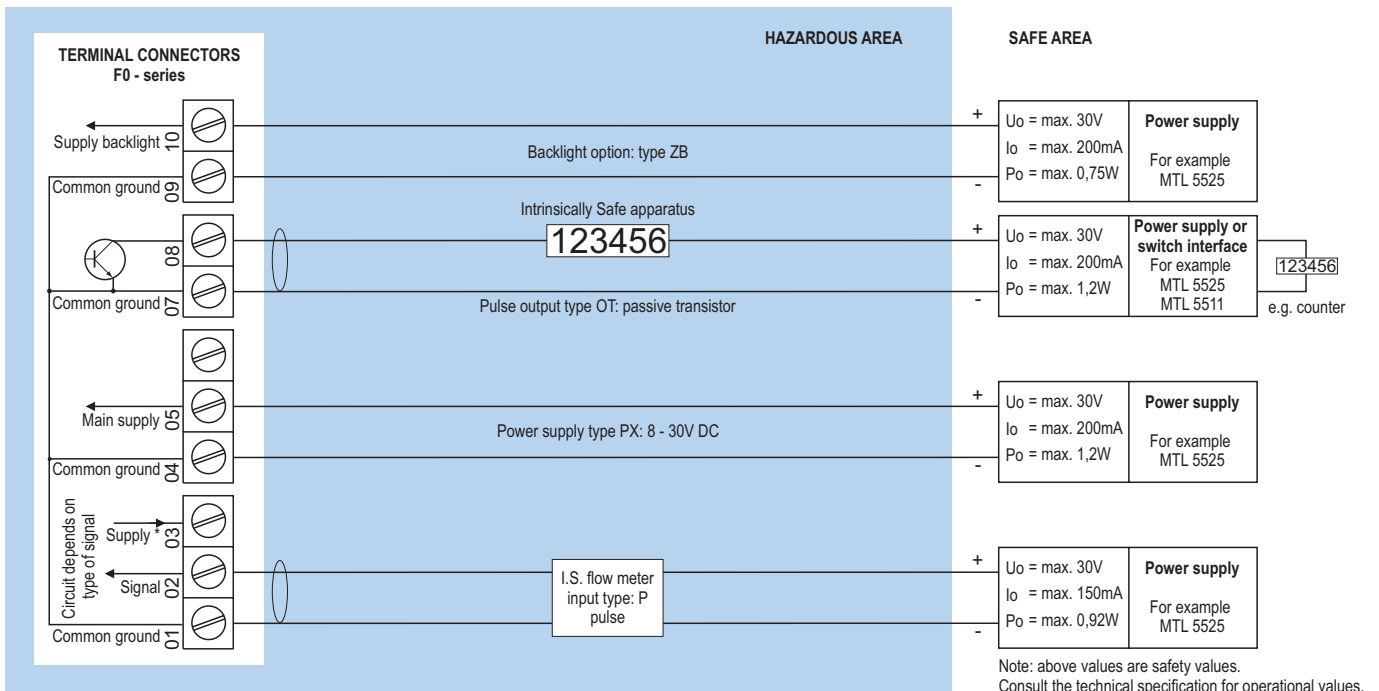 HAZARDOUS AREA
SAFE AREA
TERMINAL CONNECTORS
F0 - series
Supply backlight
10
Common ground
09
Backlight option: type ZB
+
-
Uo = max. 30V
Io = max. 200mA
Po = max. 0,75W
Power supply
For example
MTL 5525
08
Common ground
07
Intrinsically Safe apparatus
123456
Pulse output type OT: passive transistor
+
-
Uo = max. 30V
Io = max. 200mA
Po = max. 1,2W
Power supply or
switch interface
For example
MTL 5525
MTL 5511
123456
e.g. counter
Main supply
05
Common ground
04
Power supply type PX: 8 - 30V DC
+
-
Uo = max. 30V
Io = max. 200mA
Po = max. 1,2W
Power supply
For example
MTL 5525
Circuit depends on
type of signal
Supply *
03
Signal
02
Common ground
01
I.S. flow meter
input type: P
pulse
+
-
Uo = max. 30V
Io = max. 150mA
Po = max. 0,92W
Power supply
For example
MTL 5525
Note: above values are safety values.
Consult the technical specification for operational values.